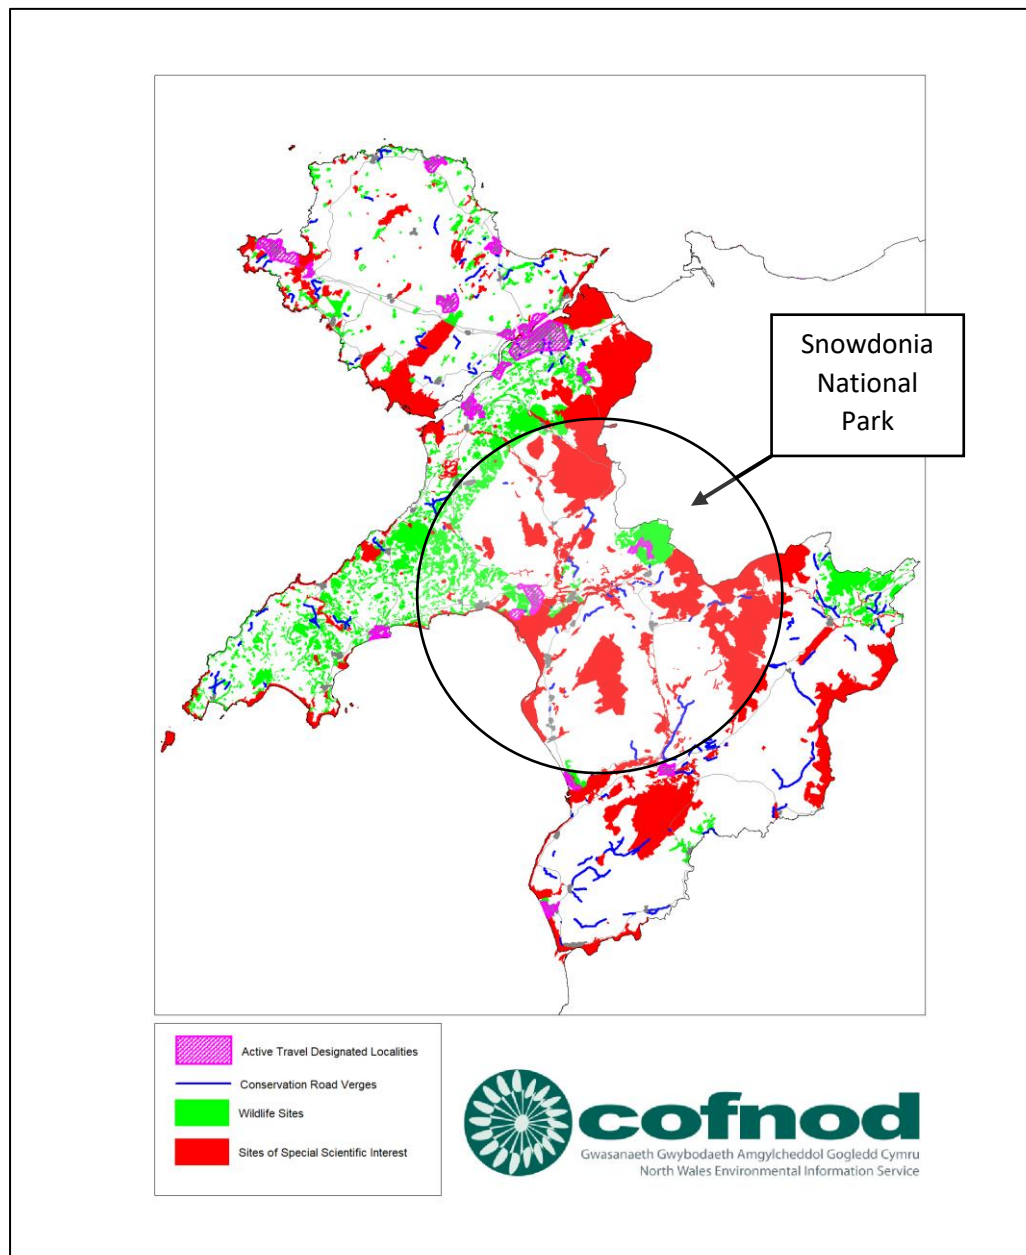 Snowdonia
National
Park
Active Travel Designated Localities
Conservation Road Verges
Wildlife Sites
Sites of Special Scientific Interest
cofnod
Gwasanaeth Gwybodaeth Amgylcheddol Gogledd Cymru
North Wales Environmental Information Service